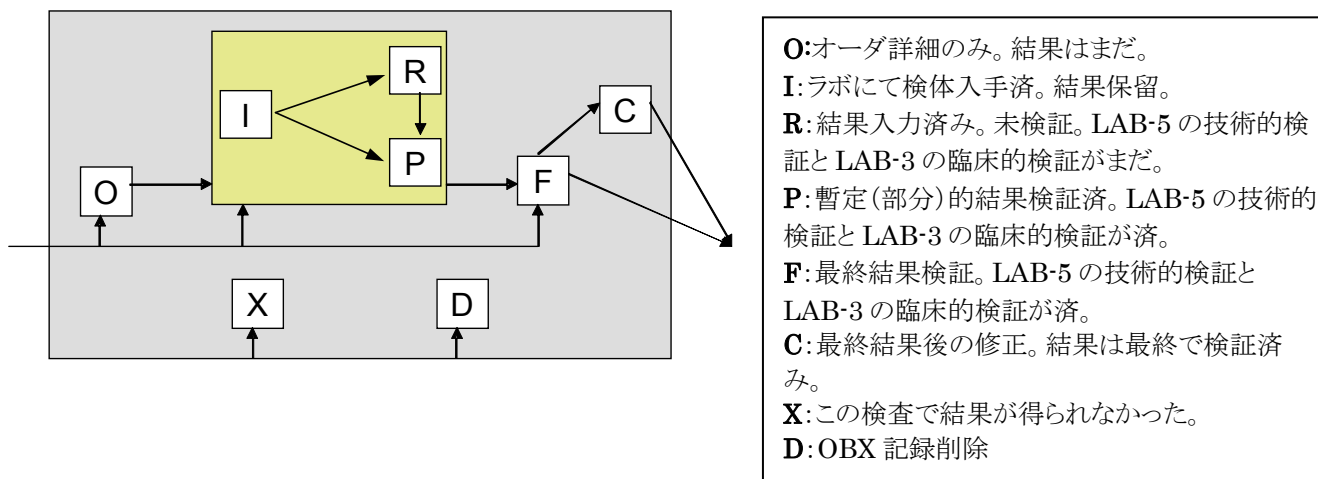 R
I
C
P
O
F
X
D
O:オーダ詳細のみ。結果はまだ。
I:ラボにて検体入手済。結果保留。
R:結果入力済み。未検証。LAB-5 の技術的検
証と LAB-3 の臨床的検証がまだ。
P:暫定(部分)的結果検証済。LAB-5 の技術的
検証と LAB-3 の臨床的検証が済。
F:最終結果検証。LAB-5 の技術的検証と
LAB-3 の臨床的検証が済。
C:最終結果後の修正。結果は最終で検証済
み。
X:この検査で結果が得られなかった。
D:OBX 記録削除